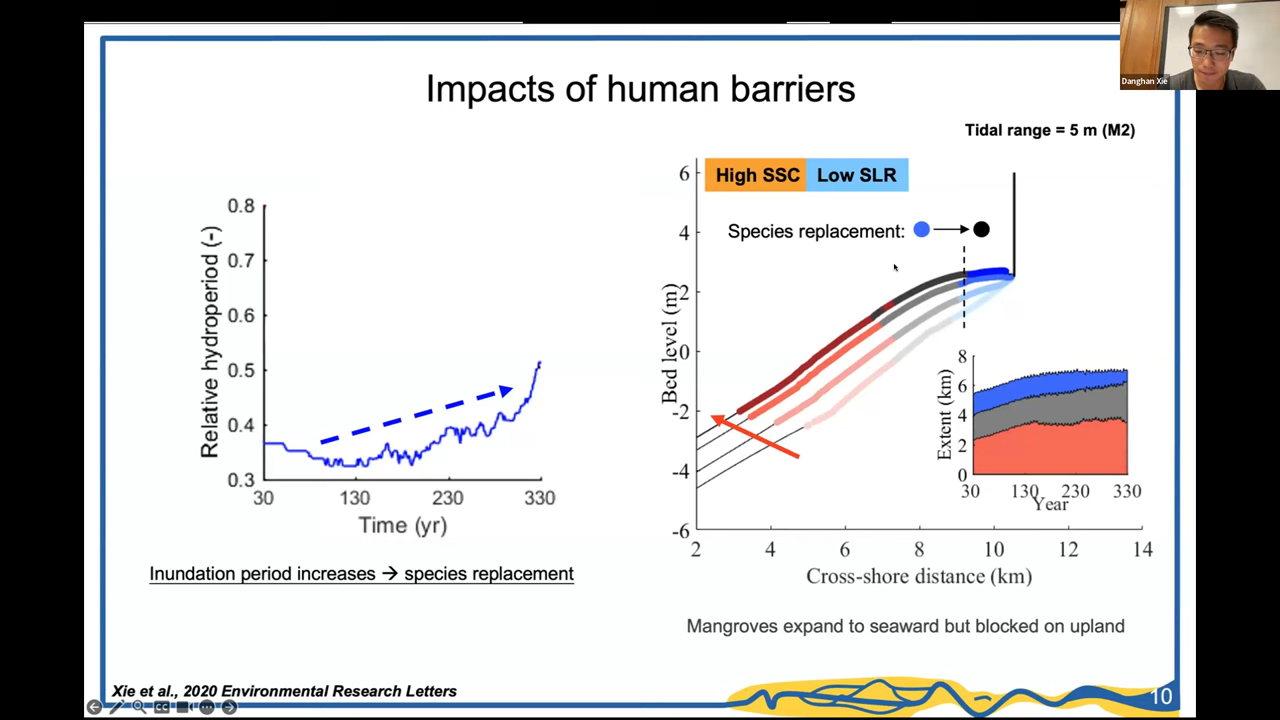 Impacts of human barriers
Danghan Xie
Tidal range = 5 m (M2)
High SSC Low SLR
Species replacement:
Relative hydroperiod (-)
0.8
0.7
0.6
0.5
0.4
0.3
30 130 230 330
Time (yr)
Inundation period increases → species replacement
Bed level (m)
6
4
2
0
-2
-4
-6
2 4 6 8 10 12 14
Cross-shore distance (km)
Extent (km)
8
6
4
2
0
30 130 230 330
Year
Mangroves expand to seaward but blocked on upland
Xie et al., 2020 Environmental Research Letters
10
CC